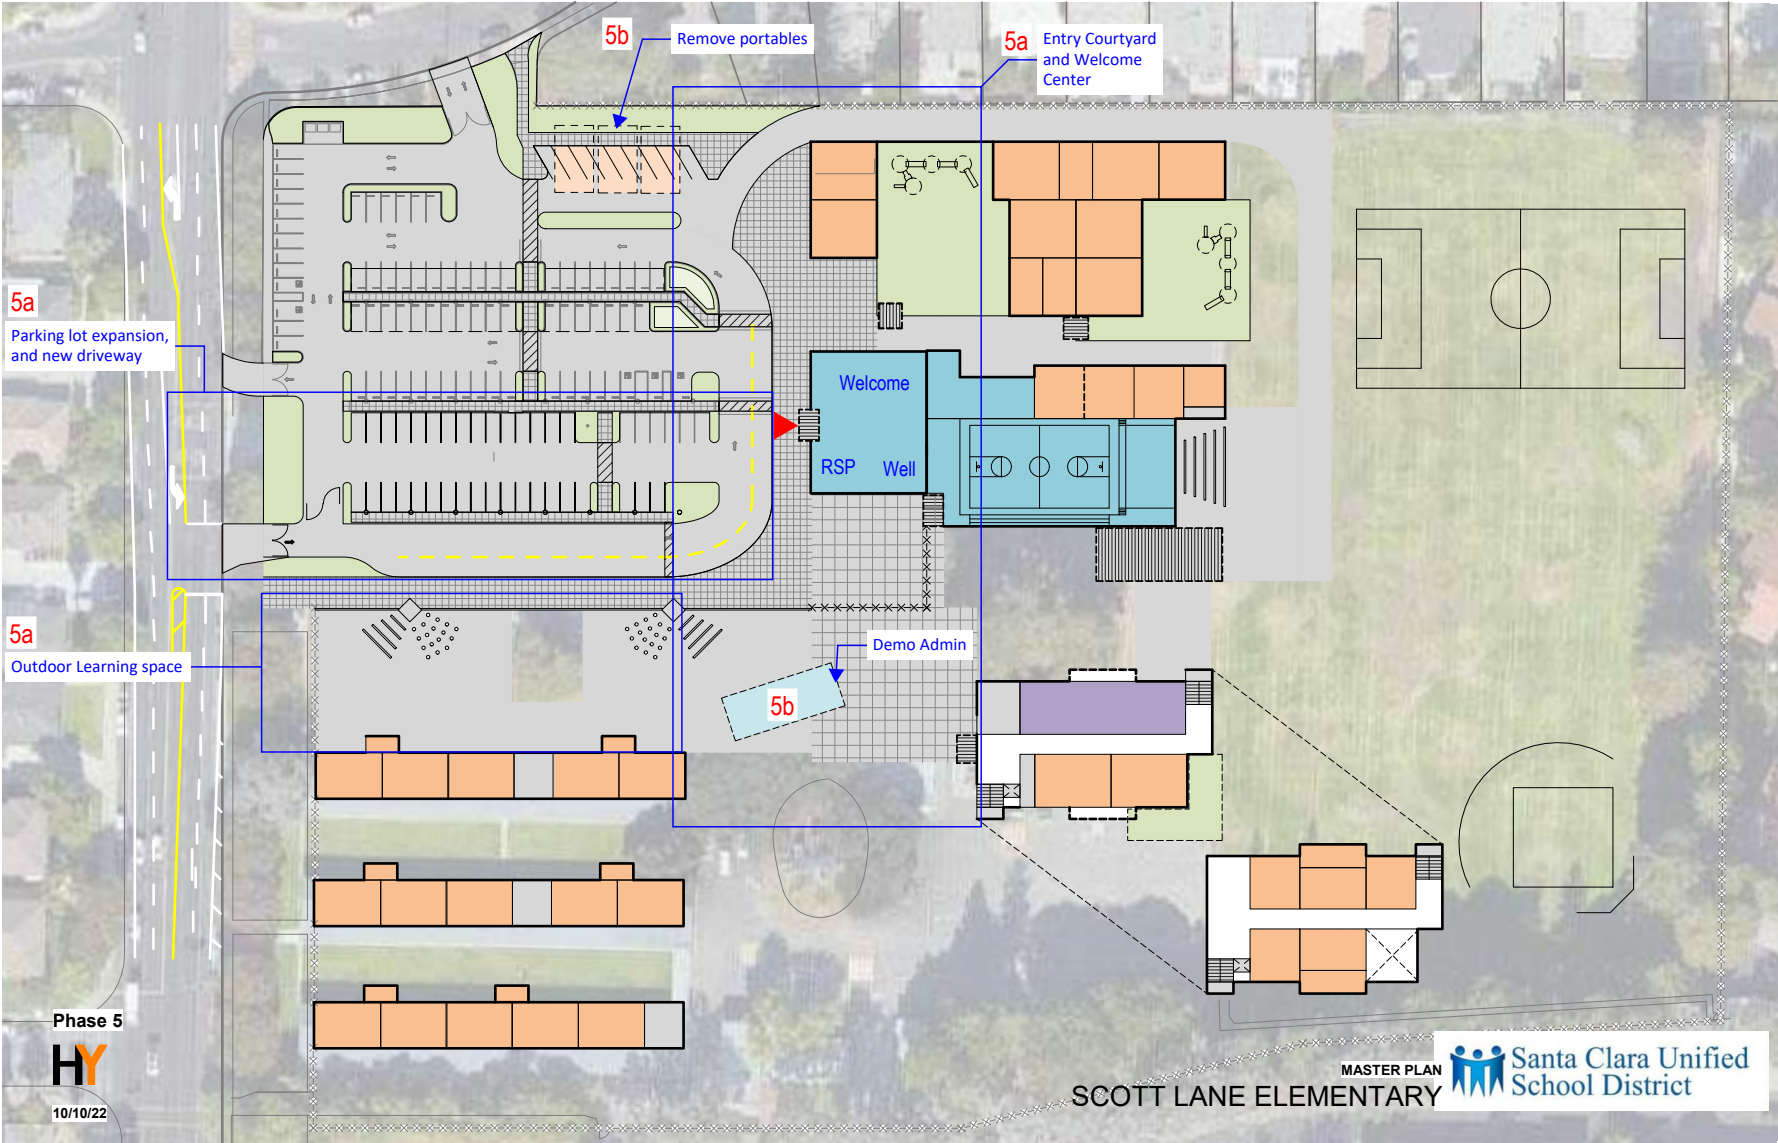 5b
Remove portables
5a
Entry Courtyard
and Welcome
Center
5a
Parking lot expansion,
and new driveway
Welcome
RSP
Well
5a
Outdoor Learning space
Demo Admin
5b
Phase 5
HY
10/10/22
MASTER PLAN
SCOTT LANE ELEMENTARY
Santa Clara Unified
School District